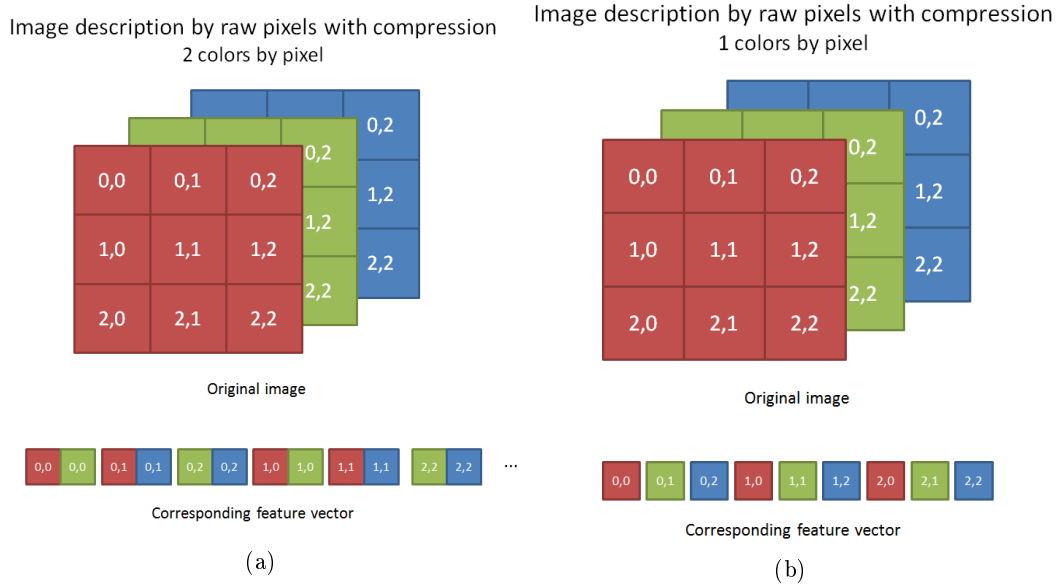 Image description by raw pixels with compression
2 colors by pixel
0,2
0,2
0,0 0,1 0,2
1,2
1,2
1,0 1,1 1,2
2,2
2,2
2,0 2,1 2,2
Original image
0,0 0,0 0,1 0,1 0,2 0,2 1,0 1,0 1,1 1,1 2,2 2,2 ...
Corresponding feature vector
(a)
Image description by raw pixels with compression
1 colors by pixel
0,2
0,2
0,0 0,1 0,2
1,2
1,2
1,0 1,1 1,2
2,2
2,2
2,0 2,1 2,2
Original image
0,0 0,1 0,2 1,0 1,1 1,2 2,0 2,1 2,2
Corresponding feature vector
(b)